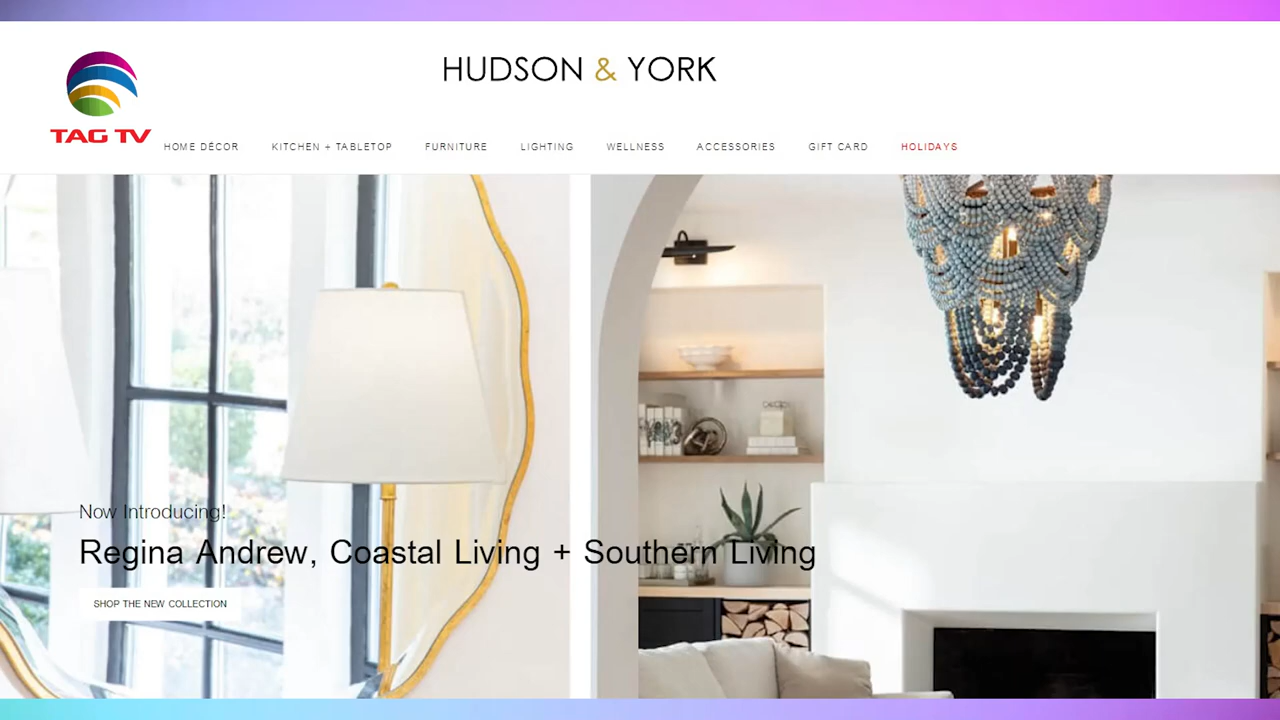 HUDSON & YORK
TAG TV
HOME DÉCOR KITCHEN + TABLETOP FURNITURE LIGHTING WELLNESS ACCESSORIES GIFT CARD HOLIDAYS
Now Introducing!
Regina Andrew, Coastal Living + Southern Living
SHOP THE NEW COLLECTION